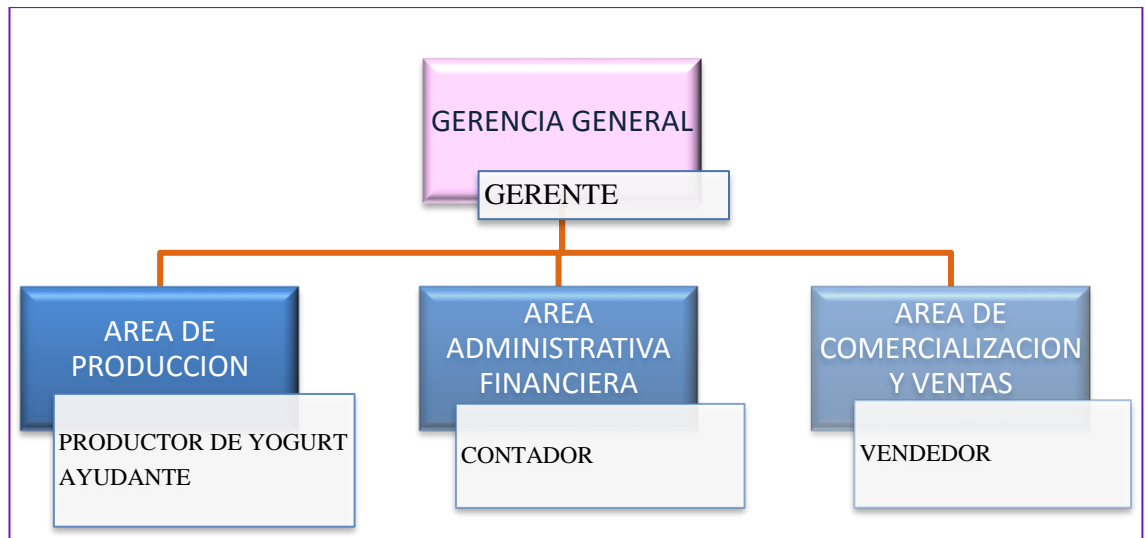 GERENCIA GENERAL
GERENTE
AREA DE
PRODUCCION
PRODUCTOR DE YOGURT
AYUDANTE
AREA
ADMINISTRATIVA
FINANCIERA
CONTADOR
AREA DE
COMERCIALIZACION
Y VENTAS
VENDEDOR